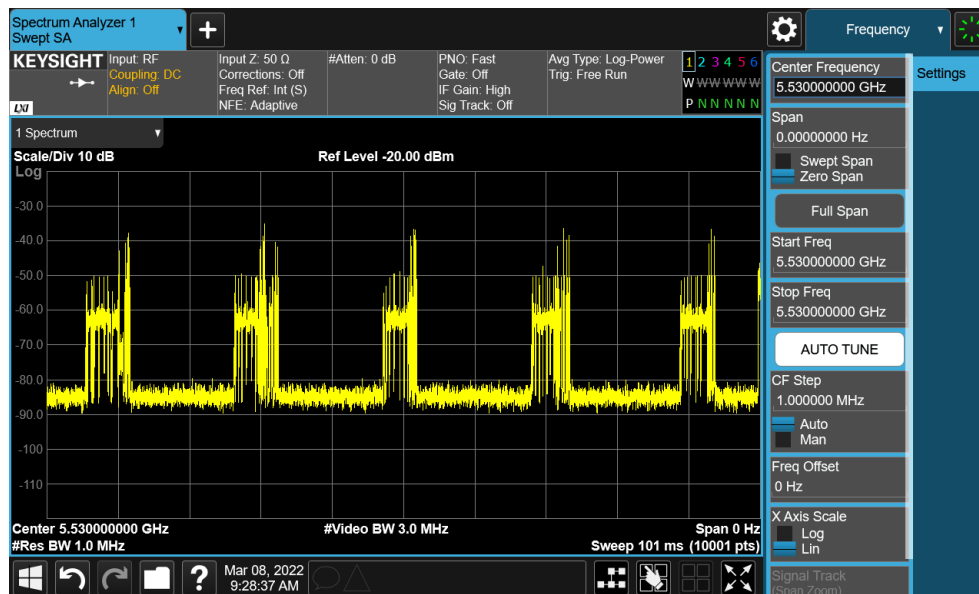 Spectrum Analyzer 1
Swept SA
+
Frequency
KEYSIGHT
LXI
Input: RF
Coupling: DC
Align: Off
Input Z: 50 Ω
Corrections: Off
Freq Ref: Int (S)
NFE: Adaptive
#Atten: 0 dB
PNO: Fast
Gate: Off
IF Gain: High
Sig Track: Off
Avg Type: Log-Power
Trig: Free Run
1 2 3 4 5 6
W W W W W W
P N N N N N
1 Spectrum
Scale/Div 10 dB
Ref Level -20.00 dBm
Log
-30.0
-40.0
-50.0
-60.0
-70.0
-80.0
-90.0
-100
-110
Center 5.530000000 GHz
#Video BW 3.0 MHz
Span 0 Hz
#Res BW 1.0 MHz
Sweep 101 ms (10001 pts)
?
Mar 08, 2022
9:28:37 AM
Center Frequency
5.530000000 GHz
Settings
Span
0.00000000 Hz
Swept Span
Zero Span
Full Span
Start Freq
5.530000000 GHz
Stop Freq
5.530000000 GHz
AUTO TUNE
CF Step
1.000000 MHz
Auto
Man
Freq Offset
0 Hz
X Axis Scale
Log
Lin
Signal Track
(Span Zoom)